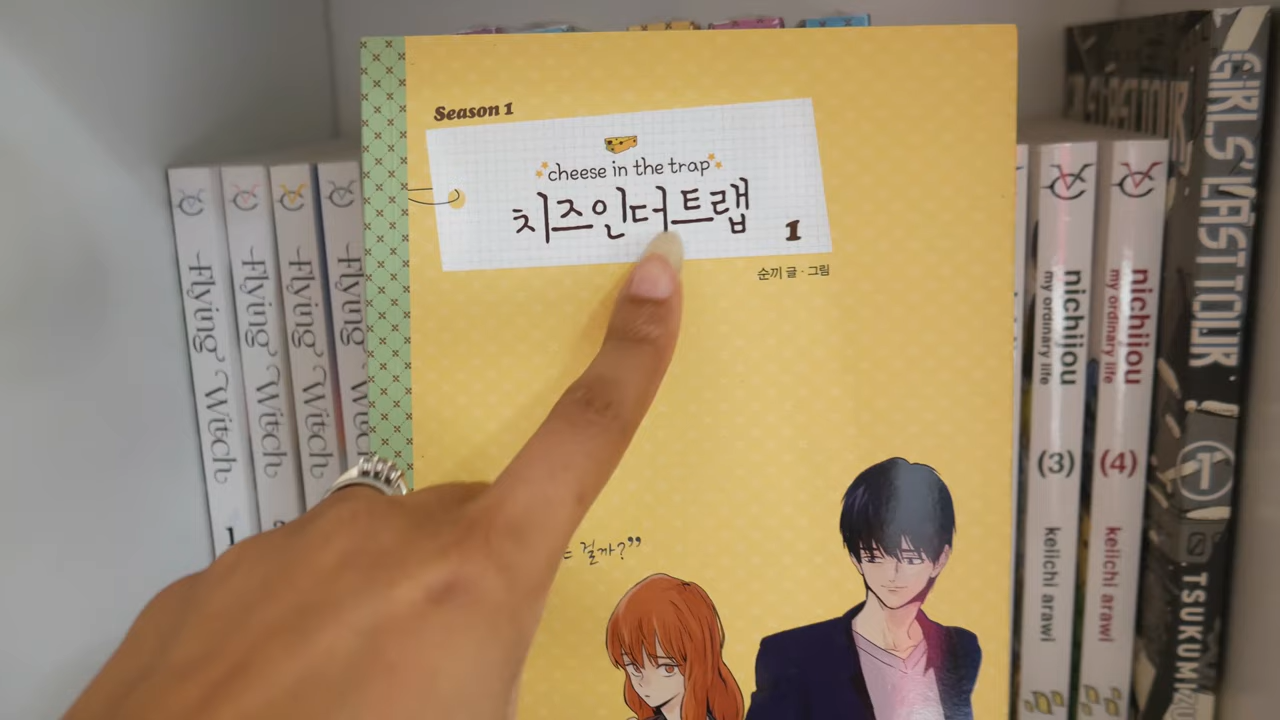 Season 1
cheese in the trap
치즈인더트랩
1
순끼 글·그림
걸까?”
Flying Witch
1
Flying Witch
Flying Witch
Flying Witch
nichijou
my ordinary life
(3)
keiichi arawi
nichijou
my ordinary life
(4)
keiichi arawi
GIRLS' LAST TOUR
1